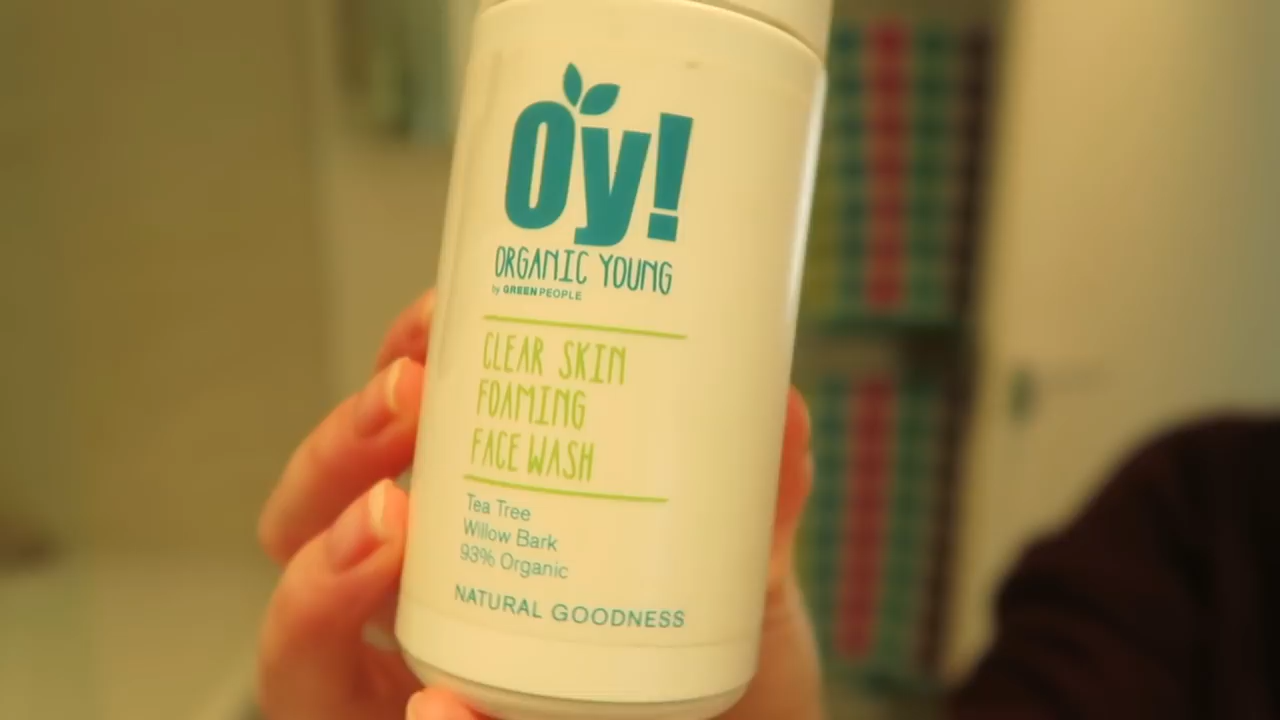 Oy!
ORGANIC YOUNG
by GREEN PEOPLE
CLEAR SKIN
FOAMING
FACE WASH
Tea Tree
Willow Bark
93% Organic
NATURAL GOODNESS